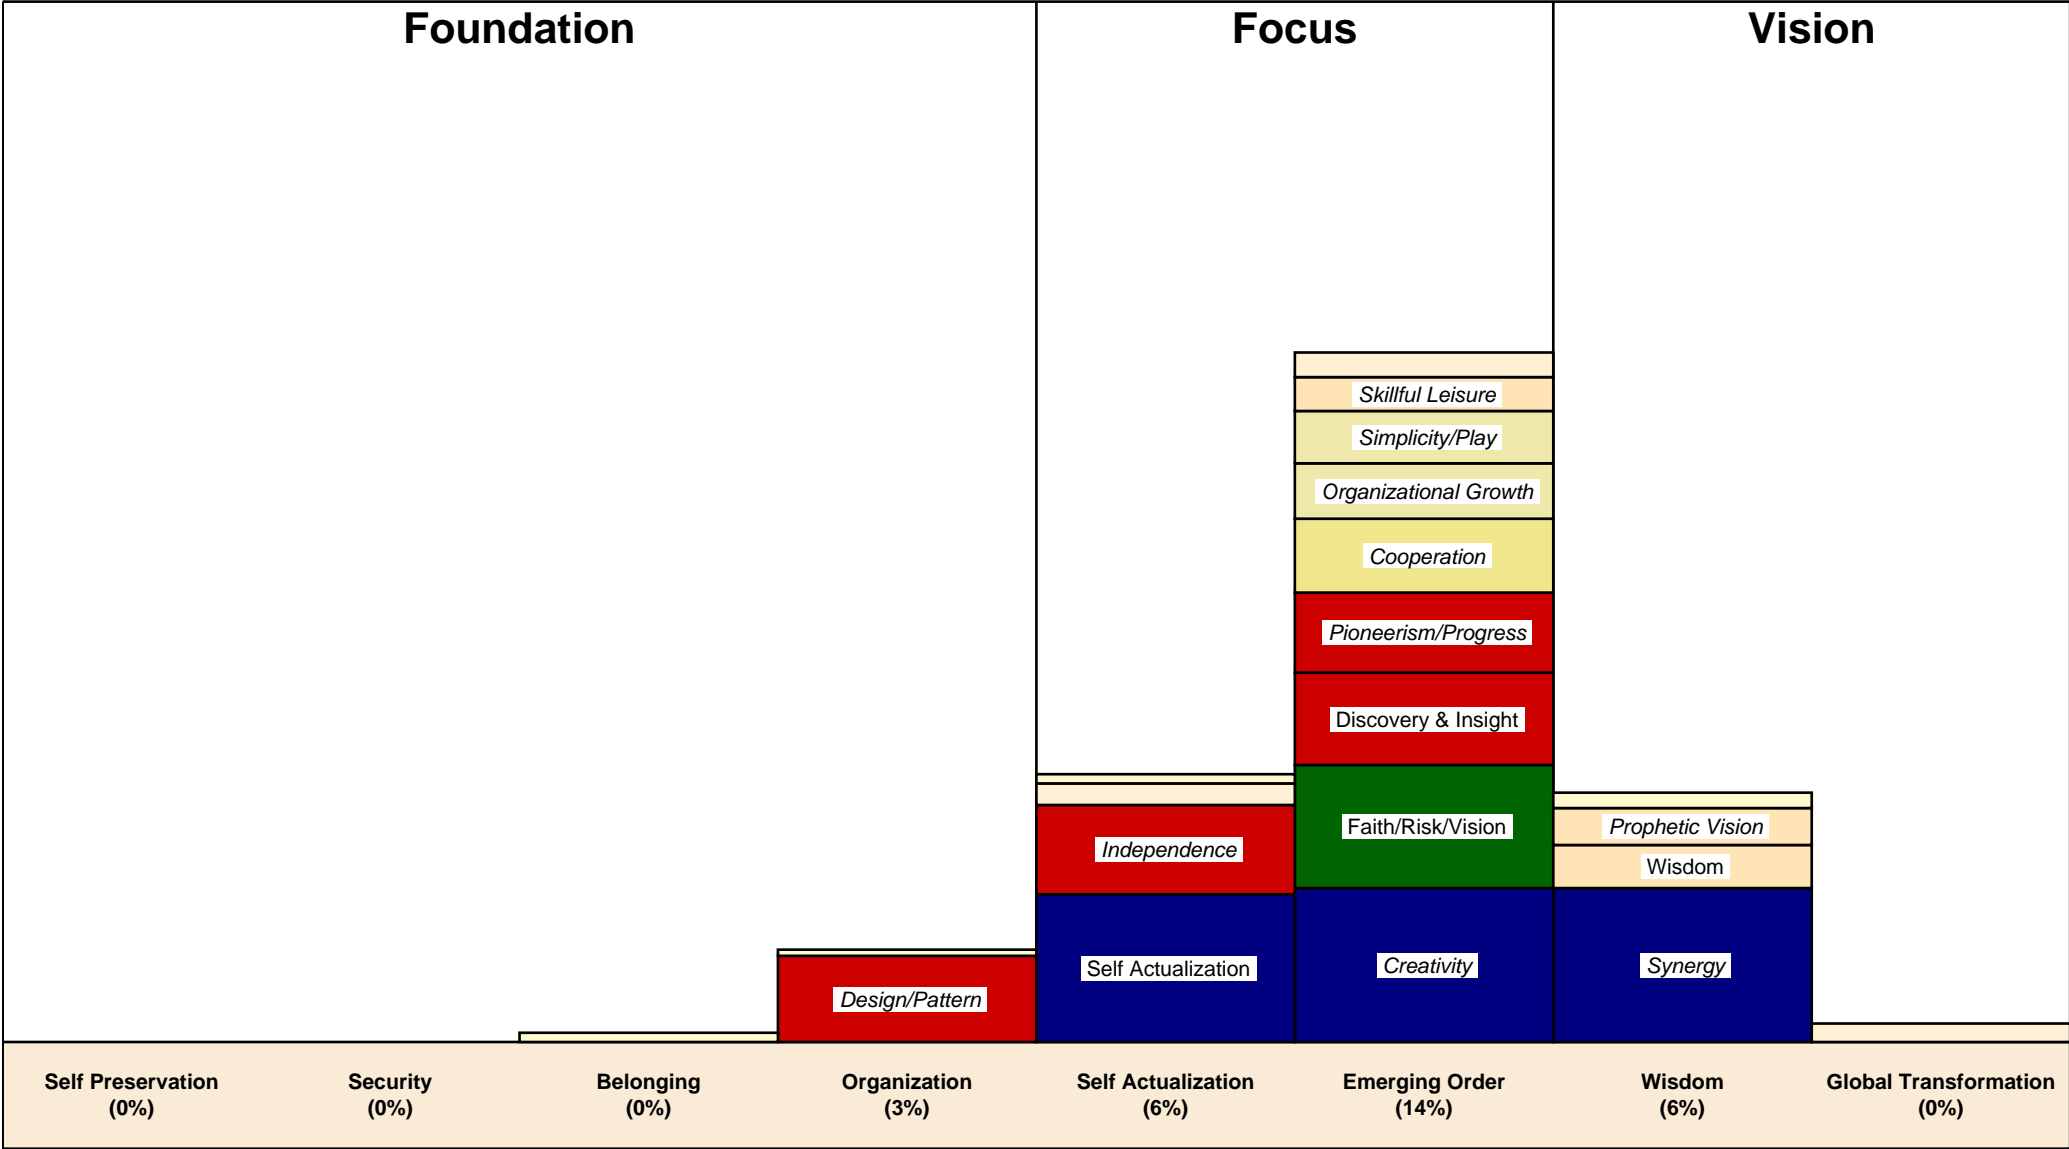 Foundation
Focus
Vision
Skillful Leisure
Simplicity/Play
Organizational Growth
Cooperation
Pioneerism/Progress
Discovery & Insight
Faith/Risk/Vision
Creativity
Independence
Self Actualization
Prophetic Vision
Wisdom
Synergy
Design/Pattern
Self Preservation
(0%)
Security
(0%)
Belonging
(0%)
Organization
(3%)
Self Actualization
(6%)
Emerging Order
(14%)
Wisdom
(6%)
Global Transformation
(0%)